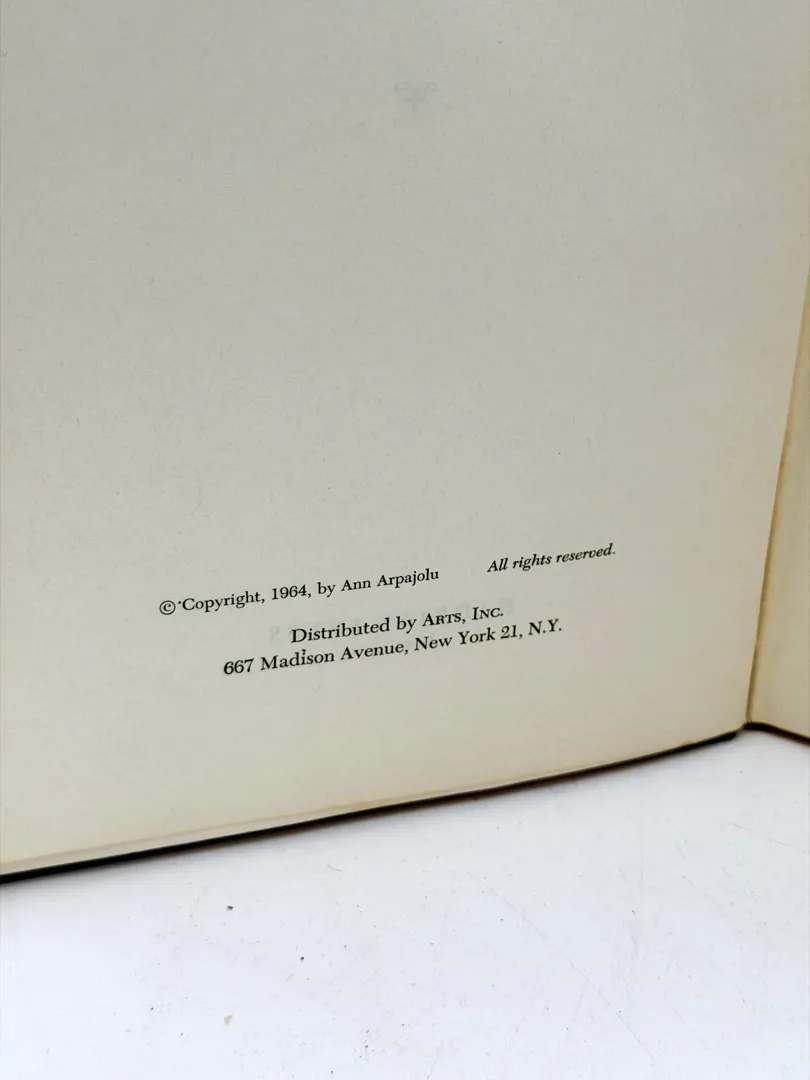 © Copyright, 1964, by Ann Arpajolu All rights reserved.
Distributed by ARTS, INC.
667 Madison Avenue, New York 21, N.Y.